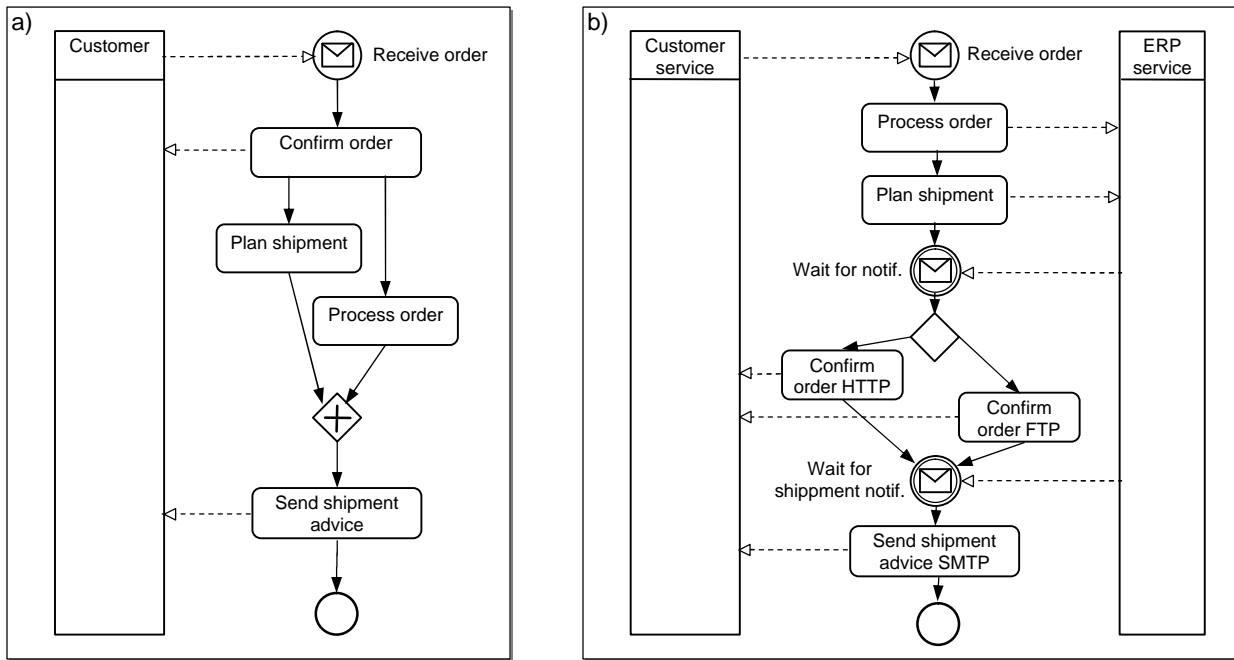 a)
Customer
Receive order
Confirm order
Plan shipment
Process order
Send shipment
advice
b)
Customer
service
Receive order
ERP
service
Process order
Plan shipment
Wait for notif.
Confirm
order HTTP
Confirm
order FTP
Wait for
shippment notif.
Send shipment
advice SMTP